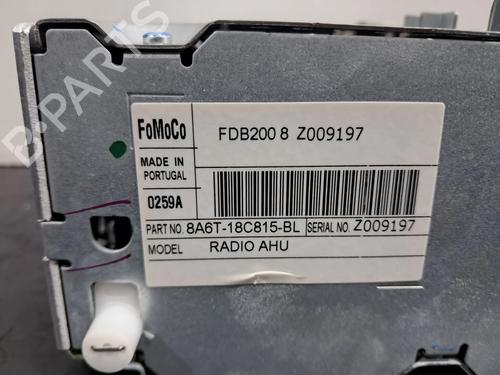 B-PARTS
FoMoCo
FDB200 8 Z009197
MADE IN
PORTUGAL
0259A
PART NO. 8A6T-18C815-BL
SERIAL NO. Z009197
MODEL RADIO AHU